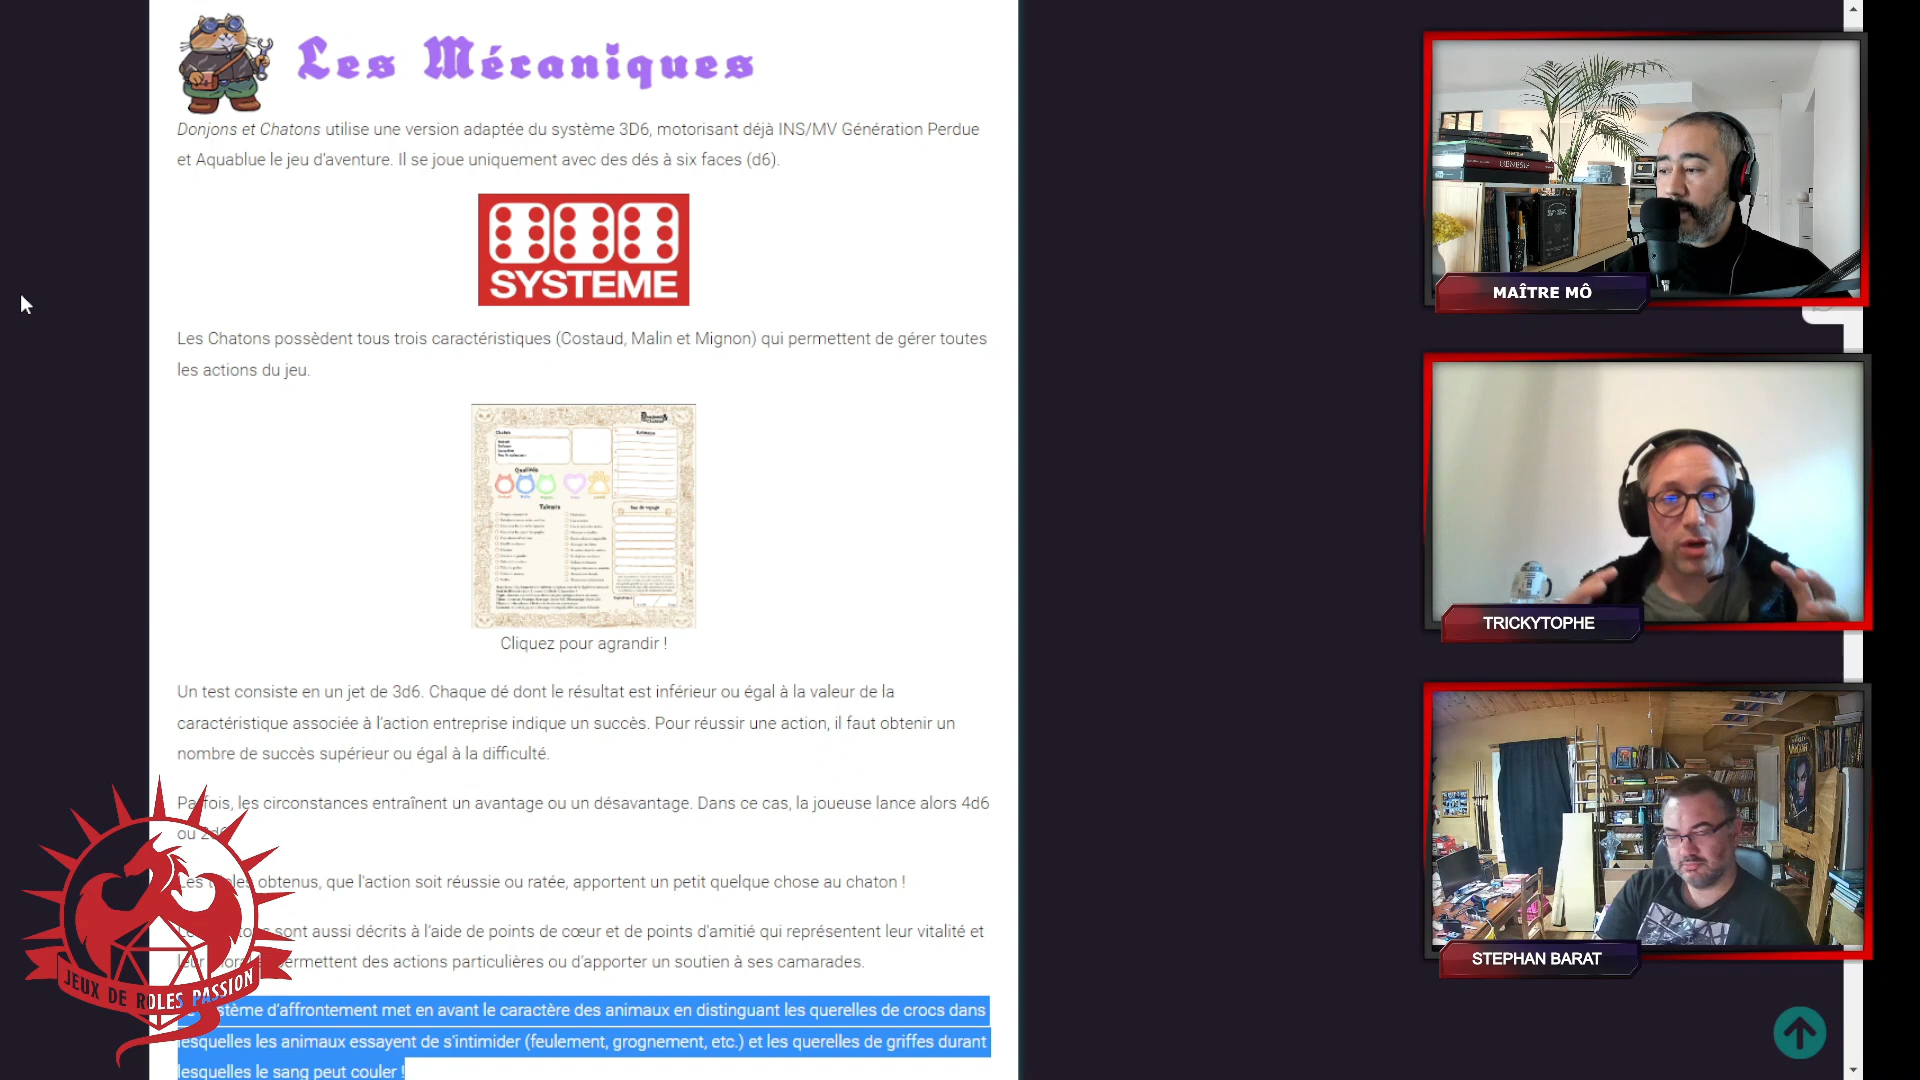 Les Mécaniques
Donjons et Chatons utilise une version adaptée du système 3D6, motorisant déjà INS/MV Génération Perdue
et Aquablue le jeu d'aventure. Il se joue uniquement avec des dés à six faces (d6).
SYSTEME
Les Chatons possèdent tous trois caractéristiques (Costaud, Malin et Mignon) qui permettent de gérer toutes
les actions du jeu.
Talents
Cliquez pour agrandir !
Un test consiste en un jet de 3d6. Chaque dé dont le résultat est inférieur ou égal à la valeur de la
caractéristique associée à l'action entreprise indique un succès. Pour réussir une action, il faut obtenir un
nombre de succès supérieur ou égal à la difficulté.
Parfois, les circonstances entraînent un avantage ou un désavantage. Dans ce cas, la joueuse lance alors 4d6
ou 2d6
obtenus, que l'action soit réussie ou ratée, apportent un petit quelque chose au chaton !
sont aussi décrits à l'aide de points de cœur et de points d'amitié qui représentent leur vitalité et
permettent des actions particulières ou d'apporter un soutien à ses camarades.
système d'affrontement met en avant le caractère des animaux en distinguant les querelles de crocs dans
lesquelles les animaux essayent de s'intimider (feulement, grognement, etc.) et les querelles de griffes durant
lesquelles le sang peut couler !
JEUX DE ROLES PASSION
MAÎTRE MÔ
TRICKYTOPHE
STEPHAN BARAT